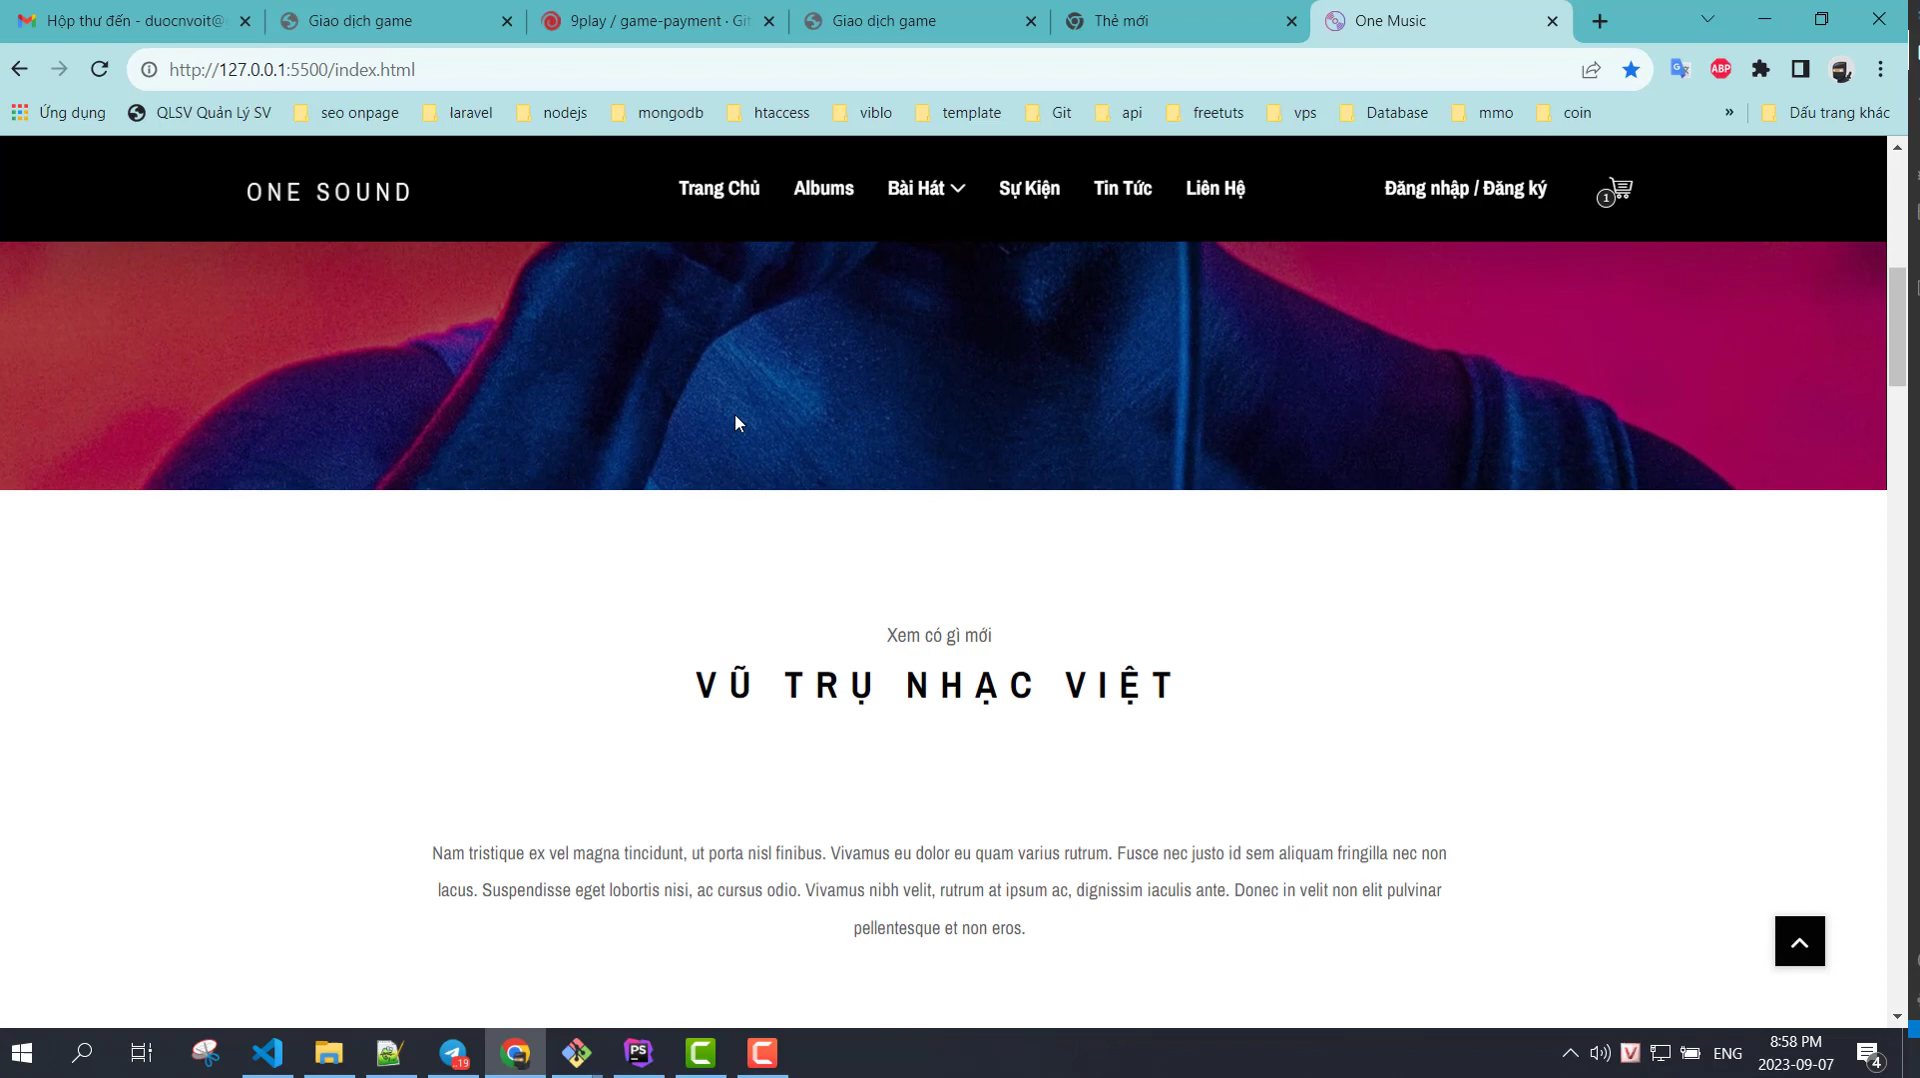 Hộp thư đến - duocnvoit@
Giao dịch game
9play / game-payment · Git
Giao dịch game
Thẻ mới
One Music
http://127.0.0.1:5500/index.html
ABP
Ứng dụng
QLSV Quản Lý SV
seo onpage
laravel
nodejs
mongodb
htaccess
viblo
template
Git
api
freetuts
vps
Database
mmo
coin
»
Dấu trang khác
ONE SOUND
Trang Chủ
Albums
Bài Hát
Sự Kiện
Tin Tức
Liên Hệ
Đăng nhập / Đăng ký
1
Xem có gì mới
VŨ TRỤ NHẠC VIỆT
Nam tristique ex vel magna tincidunt, ut porta nisl finibus. Vivamus eu dolor eu quam varius rutrum. Fusce nec justo id sem aliquam fringilla nec non
lacus. Suspendisse eget lobortis nisi, ac cursus odio. Vivamus nibh velit, rutrum at ipsum ac, dignissim iaculis ante. Donec in velit non elit pulvinar
pellentesque et non eros.
19
PS
C
C
V
ENG
8:58 PM
2023-09-07
4